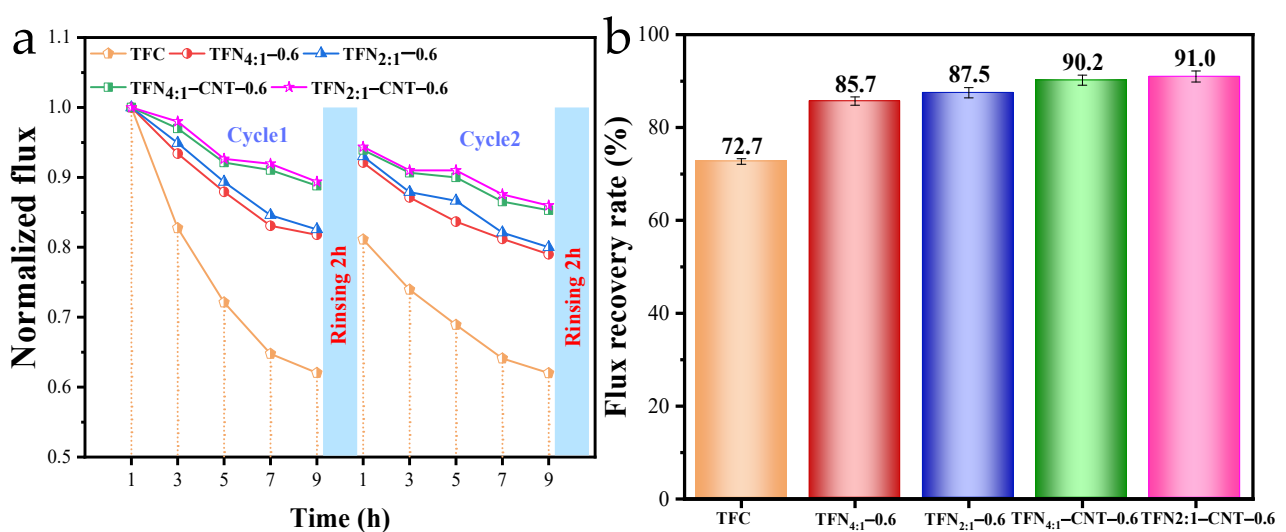 a
TFC TFN4:1–0.6 TFN2:1–0.6
TFN4:1–CNT–0.6 TFN2:1–CNT–0.6
Normalized flux
1.1
1.0
0.9
0.8
0.7
0.6
0.5
Cycle1
Cycle2
Rinsing 2h
Rinsing 2h
1 3 5 7 9 1 3 5 7 9
Time (h)
b
Flux recovery rate (%)
100
80
60
40
20
0
72.7
85.7
87.5
90.2
91.0
TFC TFN4:1–0.6 TFN2:1–0.6 TFN4:1–CNT–0.6 TFN2:1–CNT–0.6